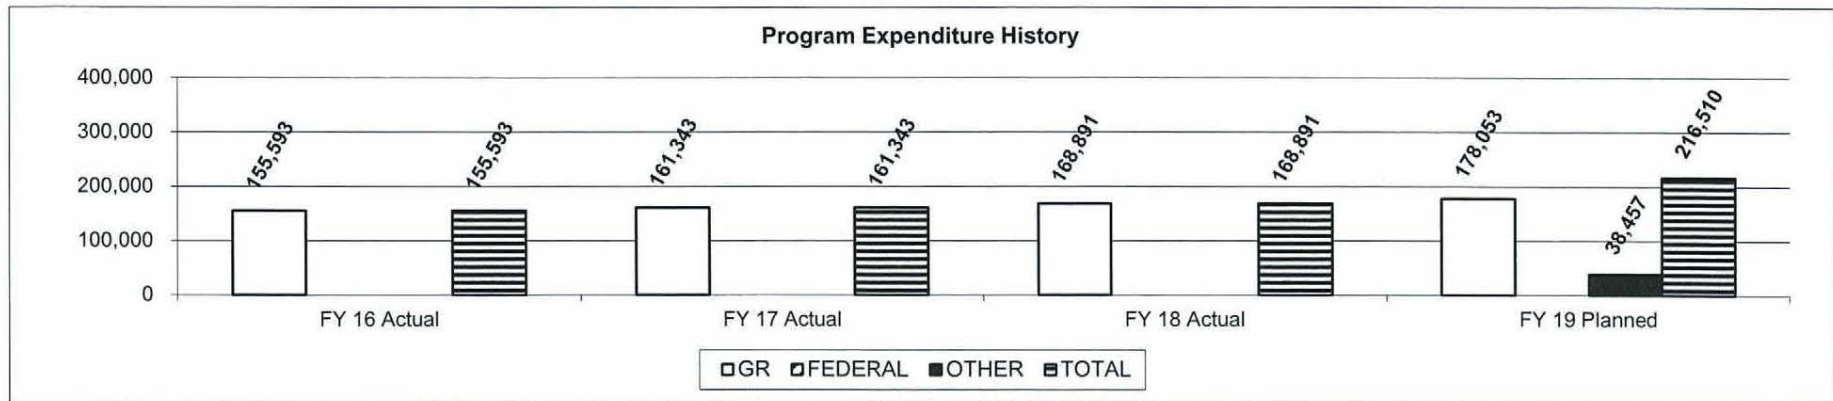 Program Expenditure History
400,000
300,000
200,000
100,000
0
155,593
155,593
161,343
161,343
168,891
168,891
178,053
38,457
216,510
FY 16 Actual
FY 17 Actual
FY 18 Actual
FY 19 Planned
GR FEDERAL OTHER TOTAL